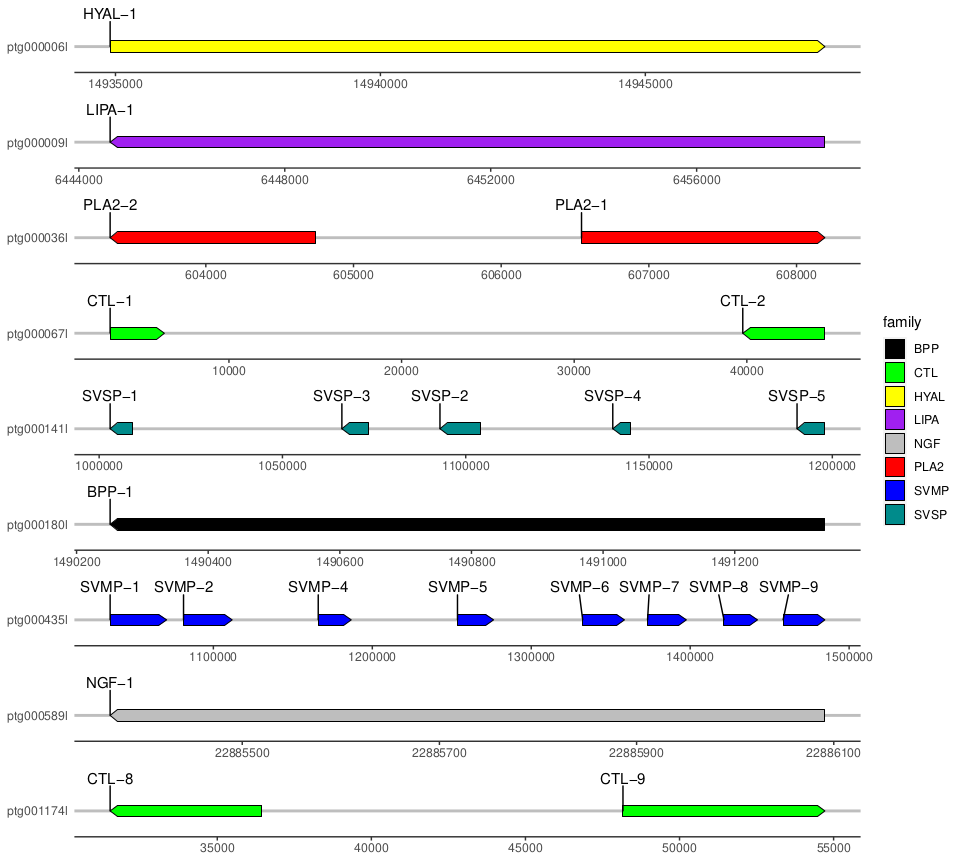 HYAL−1
ptg000006l
14935000 14940000 14945000
LIPA−1
ptg000009l
6444000 6448000 6452000 6456000
PLA2−2 PLA2−1
ptg000036l
604000 605000 606000 607000 608000
CTL−1 CTL−2
ptg000067l
10000 20000 30000 40000
SVSP−1 SVSP−3 SVSP−2 SVSP−4 SVSP−5
ptg000141l
1000000 1050000 1100000 1150000 1200000
BPP−1
ptg000180l
1490200 1490400 1490600 1490800 1491000 1491200
SVMP−1 SVMP−2 SVMP−4 SVMP−5 SVMP−6 SVMP−7 SVMP−8 SVMP−9
ptg000435l
1100000 1200000 1300000 1400000 1500000
NGF−1
ptg000589l
22885500 22885700 22885900 22886100
CTL−8 CTL−9
ptg001174l
35000 40000 45000 50000 55000
family
BPP
CTL
HYAL
LIPA
NGF
PLA2
SVMP
SVSP